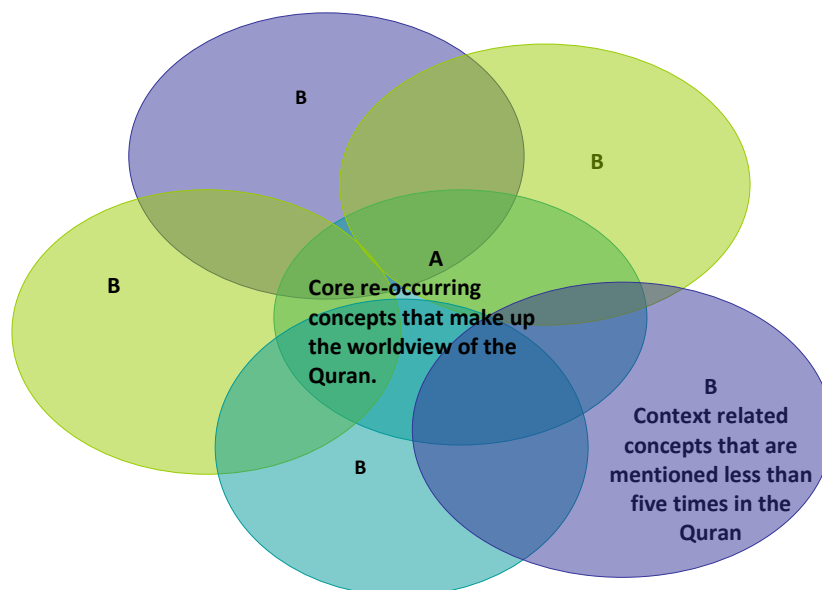 B
B
B
A
Core re-occurring
concepts that make up
the worldview of the
Quran.
B
Context related
concepts that are
mentioned less than
five times in the
Quran
B